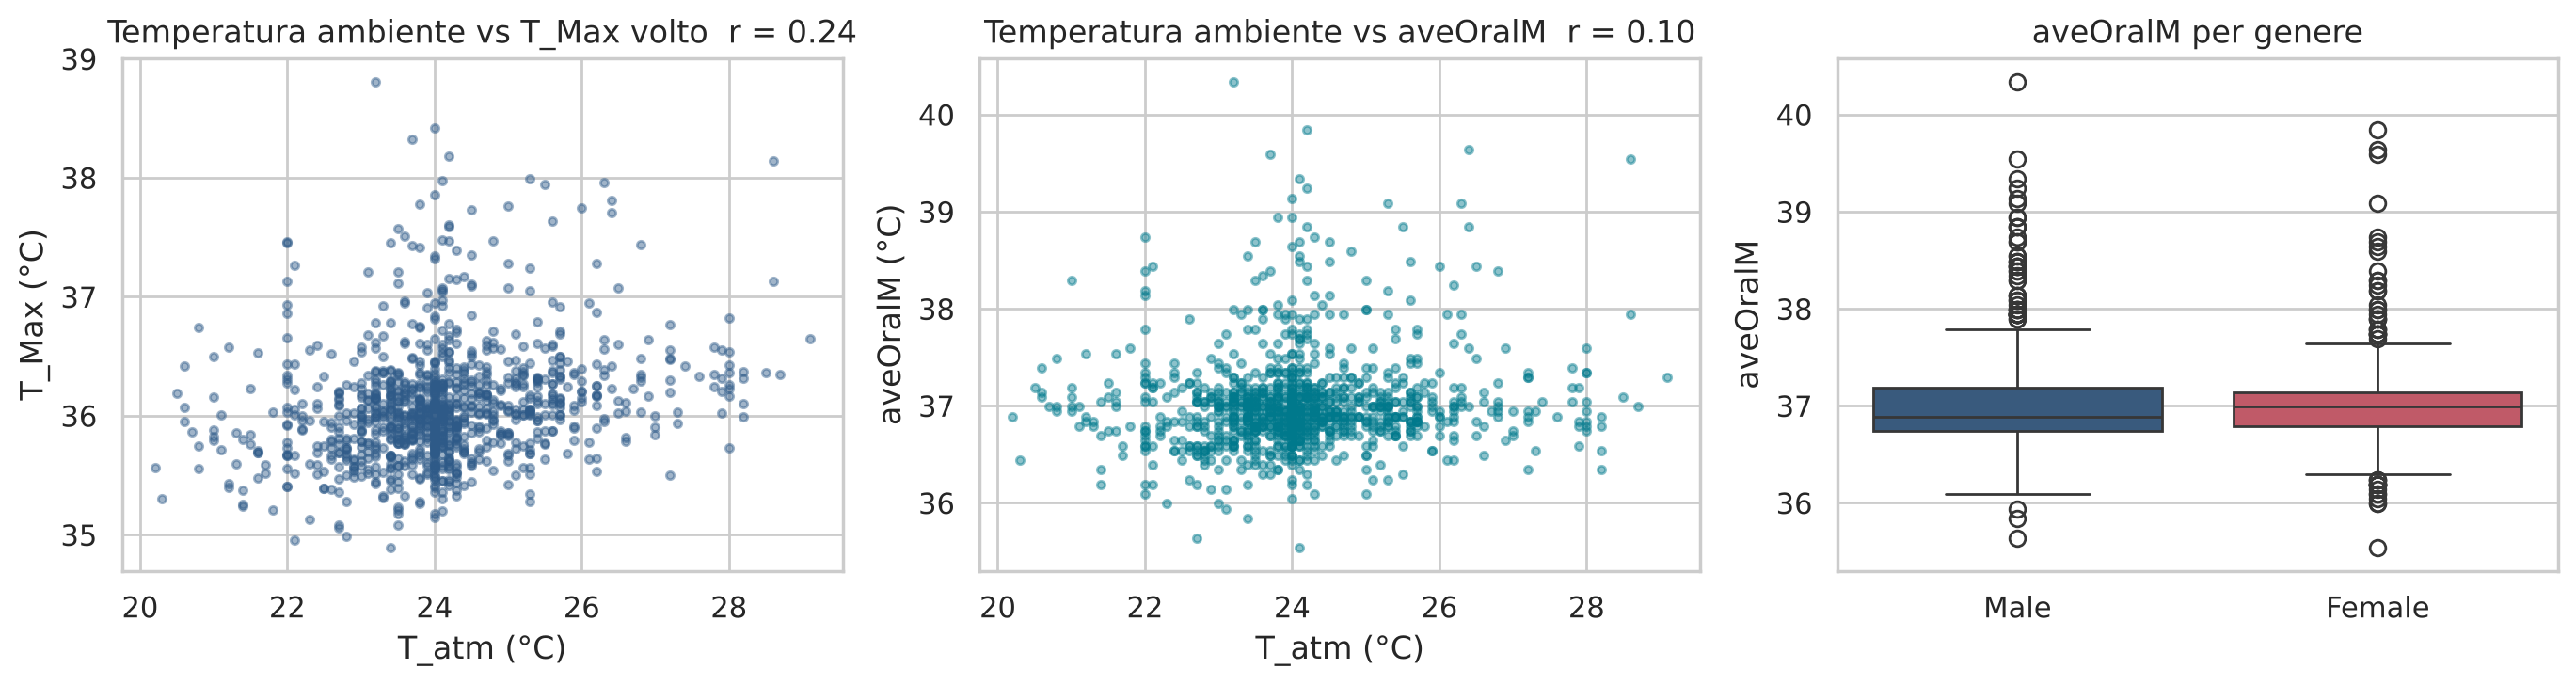 Temperatura ambiente vs T_Max volto  r = 0.24
39
38
37
36
35
T_Max (°C)
20 22 24 26 28
T_atm (°C)
Temperatura ambiente vs aveOralM  r = 0.10
40
39
38
37
36
aveOralM (°C)
20 22 24 26 28
T_atm (°C)
aveOralM per genere
40
39
38
37
36
aveOralM
Male Female